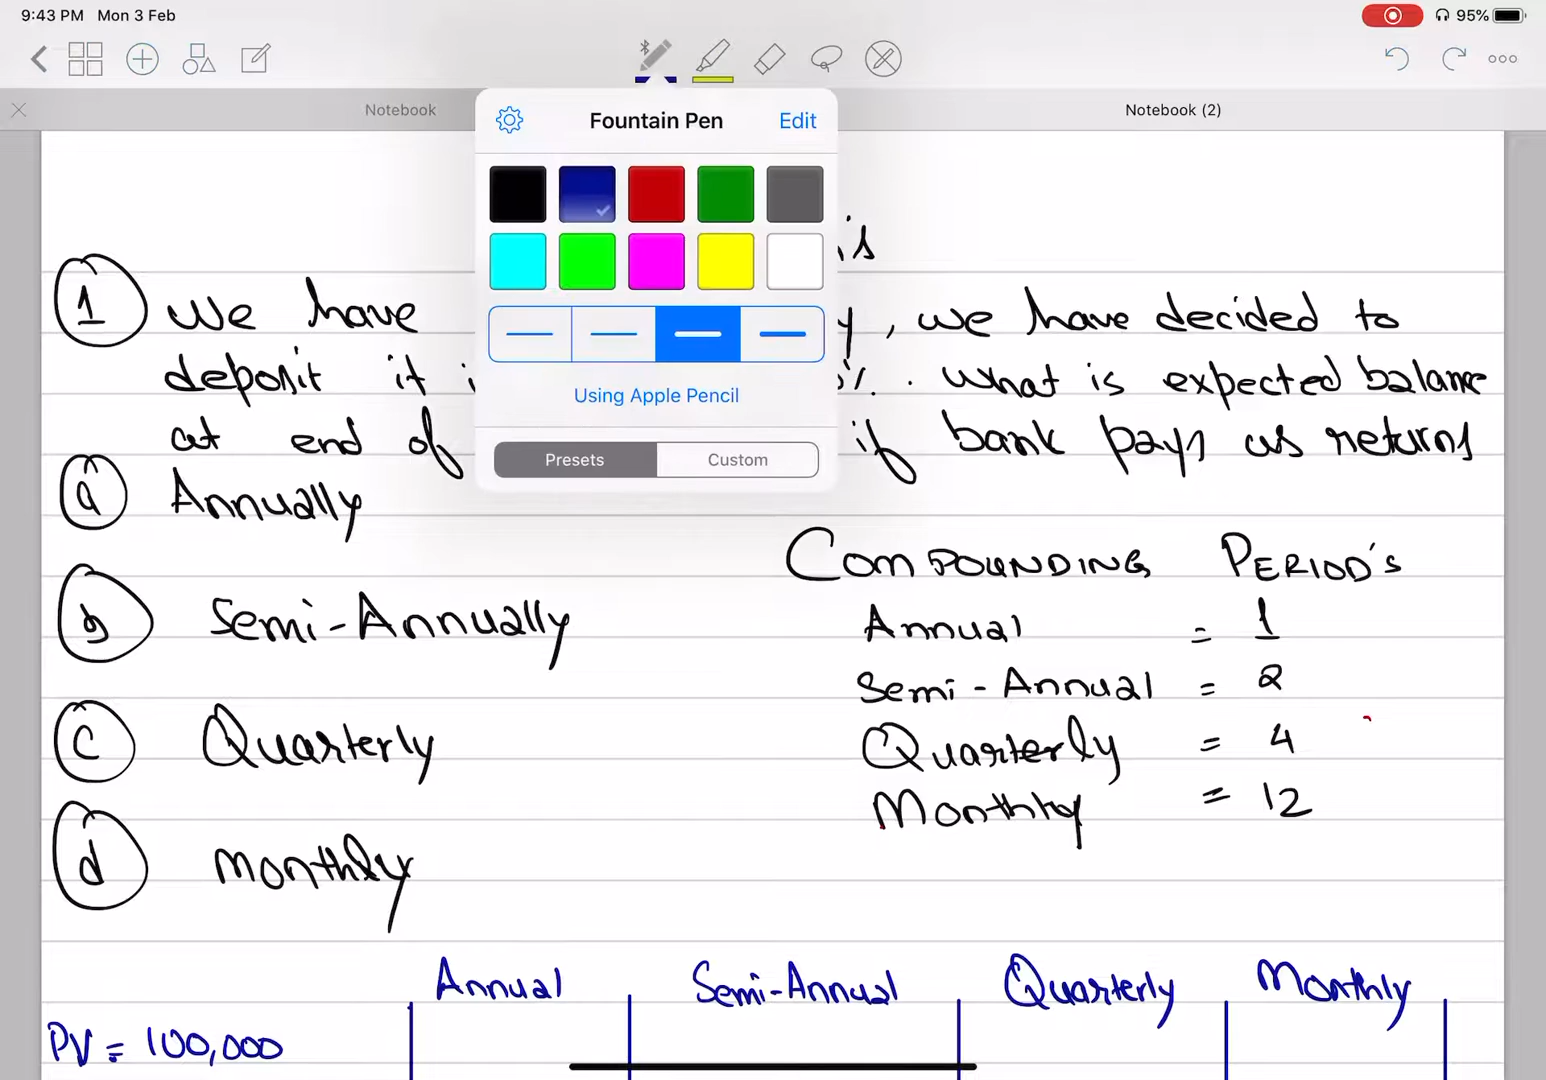 9:43 PM Mon 3 Feb
95%
Notebook
Notebook (2)
Fountain Pen
Edit
Using Apple Pencil
Presets
Custom
1 We have , we have decided to
deposit it %. What is expected balance
at end of if bank pays us returns
a Annually
b Semi-Annually
c Quarterly
d Monthly
Compounding Period's
Annual = 1
Semi-Annual = 2
Quarterly = 4
Monthly = 12
Annual Semi-Annual Quarterly Monthly
PV = 100,000